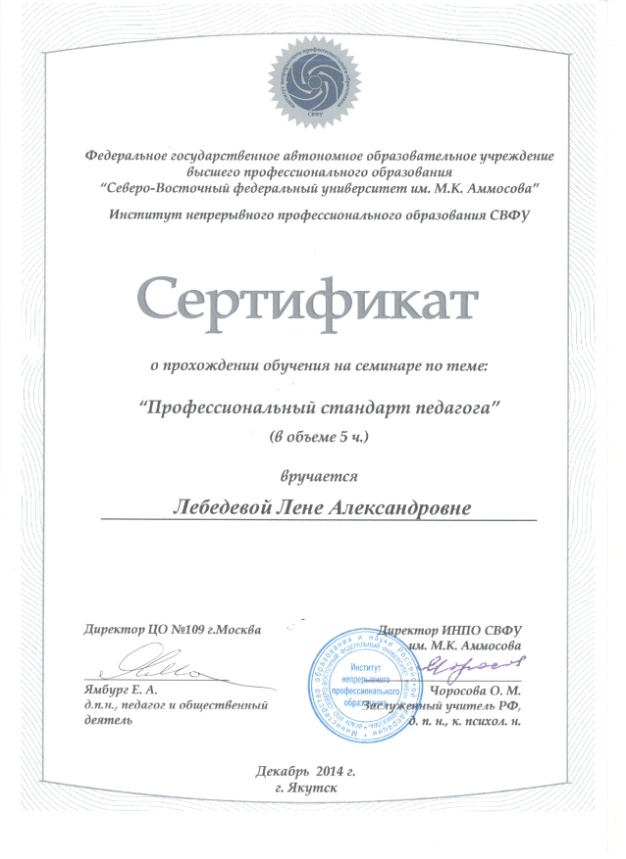 СВФУ
Федеральное государственное автономное образовательное учреждение
высшего профессионального образования
“Северо-Восточный федеральный университет им. М.К. Аммосова”
Институт непрерывного профессионального образования СВФУ
Сертификат
о прохождении обучения на семинаре по теме:
“Профессиональный стандарт педагога”
(в объеме 5 ч.)
вручается
Лебедевой Лене Александровне
Директор ЦО №109 г.Москва
Ямбург Е. А.
д.п.н., педагог и общественный
деятель
Директор ИНПО СВФУ
им. М.К. Аммосова
Чоросова О. М.
Заслуженный учитель РФ,
д. п. н., к. психол. н.
Институт
непрерывного
профессионального
образования
Декабрь 2014 г.
г. Якутск